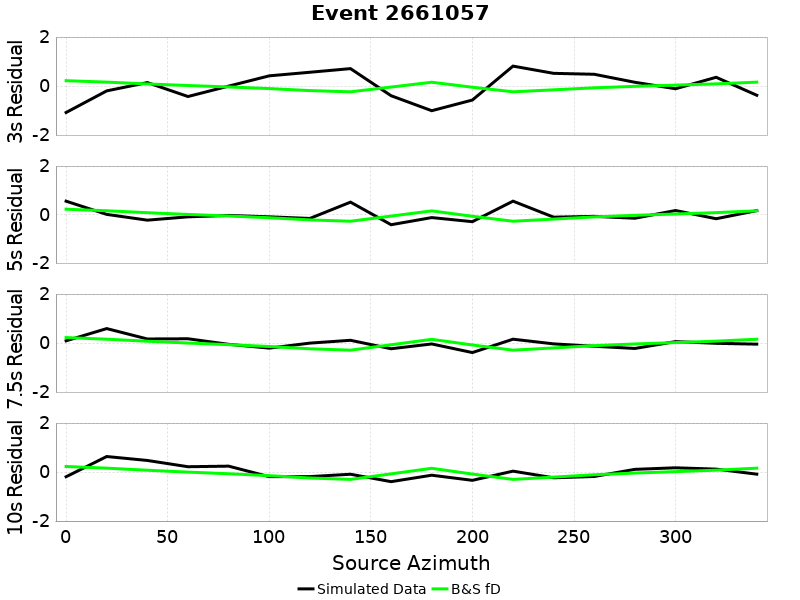 Event 2661057
3s Residual
2
0
-2
5s Residual
2
0
-2
7.5s Residual
2
0
-2
10s Residual
2
0
-2
0 50 100 150 200 250 300
Source Azimuth
Simulated Data B&S fD